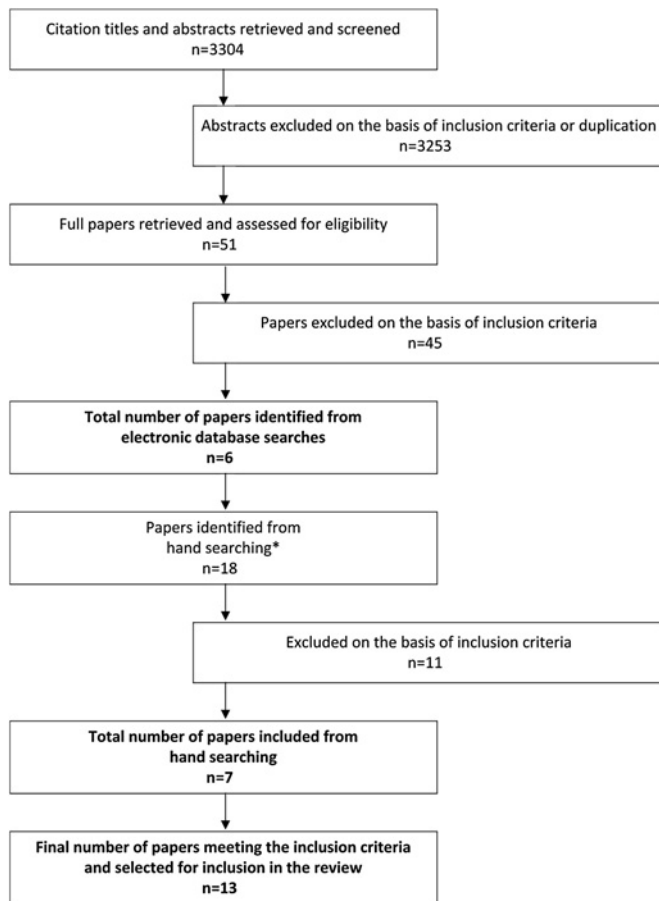 Citation titles and abstracts retrieved and screened
n=3304
Abstracts excluded on the basis of inclusion criteria or duplication
n=3253
Full papers retrieved and assessed for eligibility
n=51
Papers excluded on the basis of inclusion criteria
n=45
Total number of papers identified from
electronic database searches
n=6
Papers identified from
hand searching*
n=18
Excluded on the basis of inclusion criteria
n=11
Total number of papers included from
hand searching
n=7
Final number of papers meeting the inclusion criteria
and selected for inclusion in the review
n=13